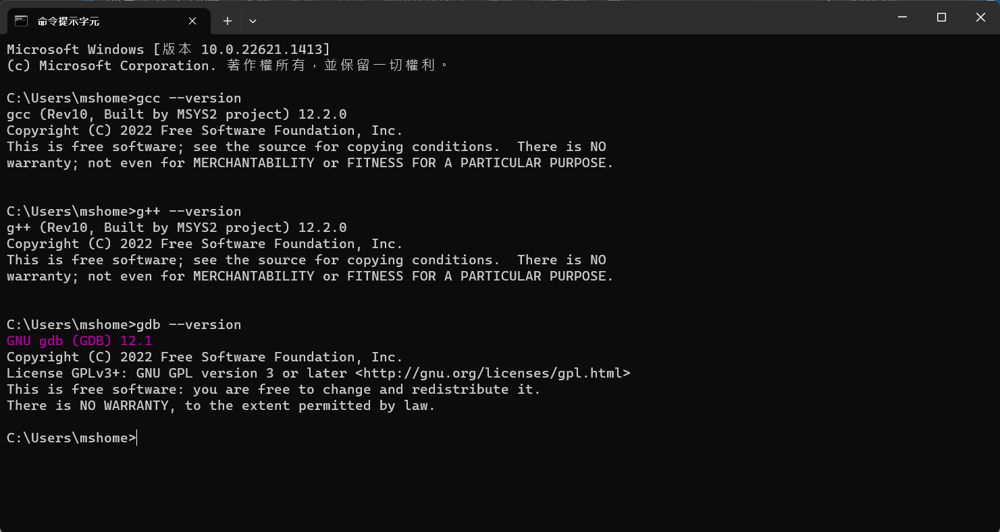 命令提示字元
Microsoft Windows [版本 10.0.22621.1413]
(c) Microsoft Corporation. 著作權所有，並保留一切權利。
C:\Users\mshome>gcc --version
gcc (Rev10, Built by MSYS2 project) 12.2.0
Copyright (C) 2022 Free Software Foundation, Inc.
This is free software; see the source for copying conditions.  There is NO
warranty; not even for MERCHANTABILITY or FITNESS FOR A PARTICULAR PURPOSE.
C:\Users\mshome>g++ --version
g++ (Rev10, Built by MSYS2 project) 12.2.0
Copyright (C) 2022 Free Software Foundation, Inc.
This is free software; see the source for copying conditions.  There is NO
warranty; not even for MERCHANTABILITY or FITNESS FOR A PARTICULAR PURPOSE.
C:\Users\mshome>gdb --version
GNU gdb (GDB) 12.1
Copyright (C) 2022 Free Software Foundation, Inc.
License GPLv3+: GNU GPL version 3 or later <http://gnu.org/licenses/gpl.html>
This is free software: you are free to change and redistribute it.
There is NO WARRANTY, to the extent permitted by law.
C:\Users\mshome>